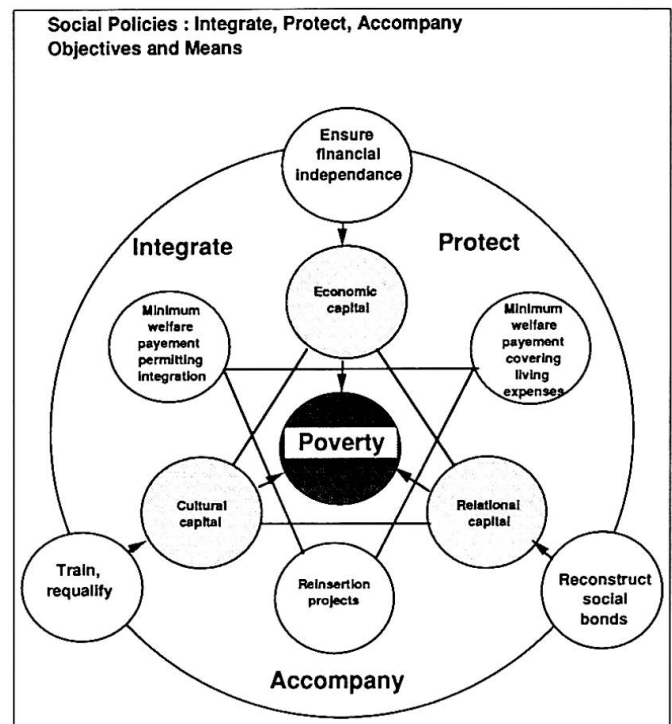 Social Policies : Integrate, Protect, Accompany
Objectives and Means
Ensure
financial
independance
Integrate
Protect
Economic
capital
Minimum
welfare
payement
permitting
integration
Minimum
welfare
payement
covering
living
expenses
Poverty
Cultural
capital
Relational
capital
Train,
requalify
Reinsertion
projects
Reconstruct
social
bonds
Accompany